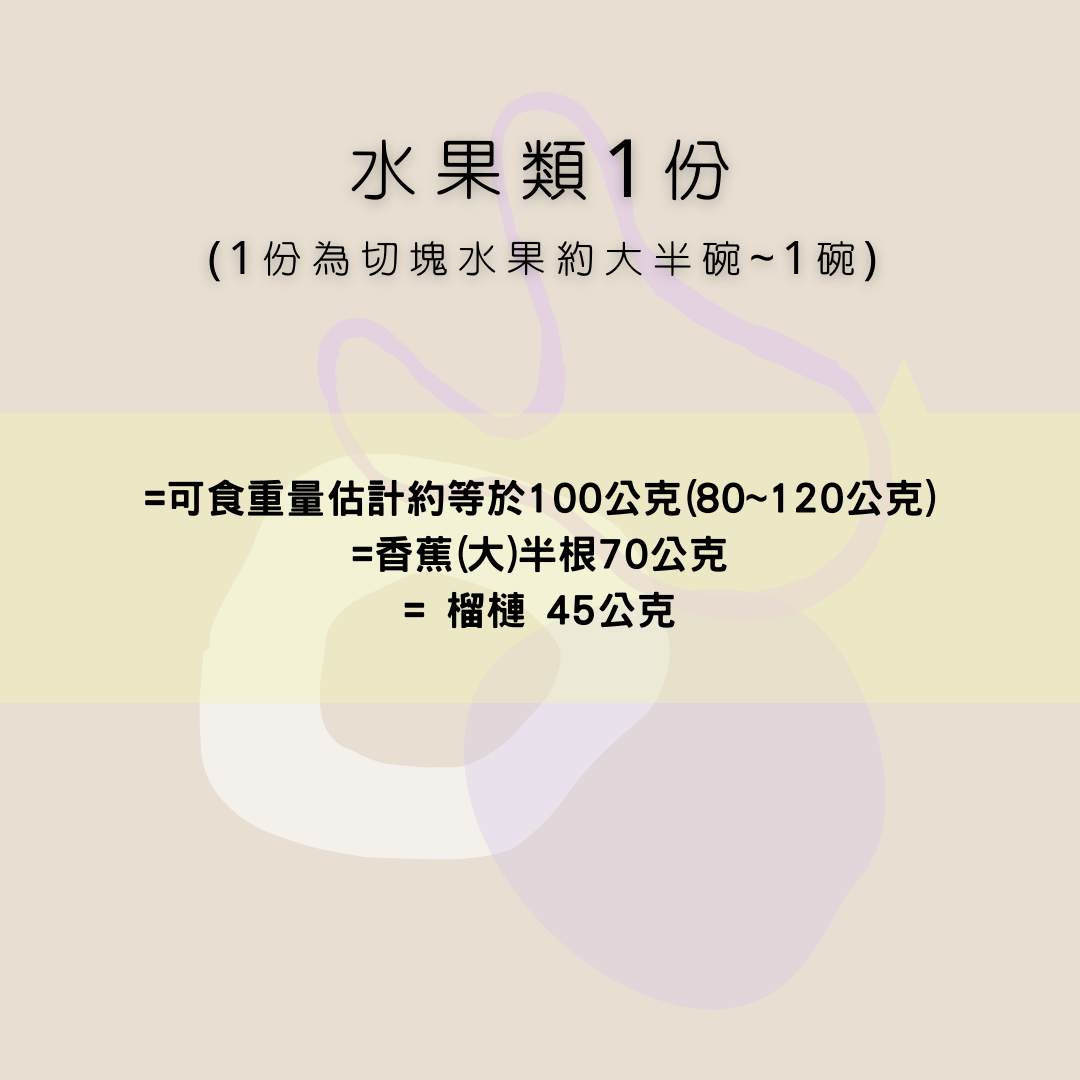 水果類1份
(1份為切塊水果約大半碗~1碗)
=可食重量估計約等於100公克(80~120公克)
=香蕉(大)半根70公克
= 榴槤 45公克